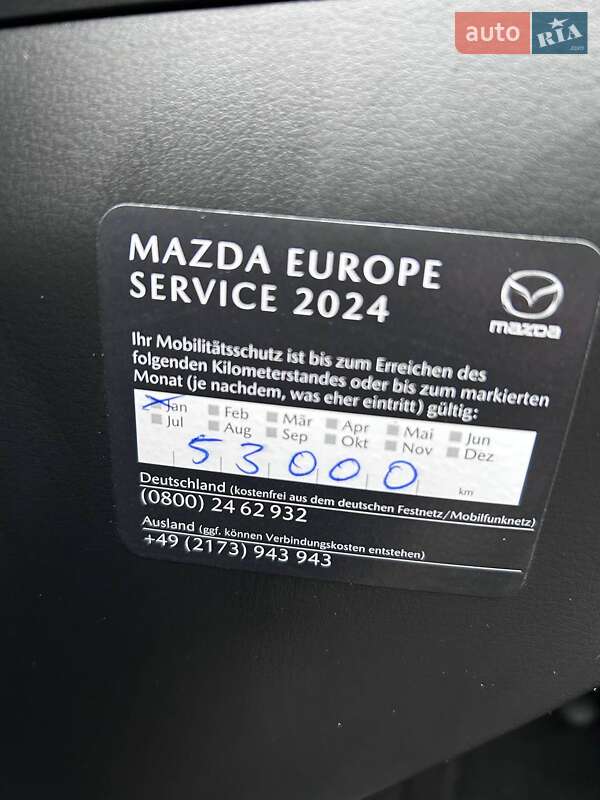 auto RIA.com
MAZDA EUROPE
SERVICE 2024
mazda
Ihr Mobilitätsschutz ist bis zum Erreichen des
folgenden Kilometerstandes oder bis zum markierten
Monat (je nachdem, was eher eintritt) gültig:
Jan Feb Mär Apr Mai Jun
Jul Aug Sep Okt Nov Dez
53000 km
Deutschland (kostenfrei aus dem deutschen Festnetz/Mobilfunknetz)
(0800) 24 62 932
Ausland (ggf. können Verbindungskosten entstehen)
+49 (2173) 943 943